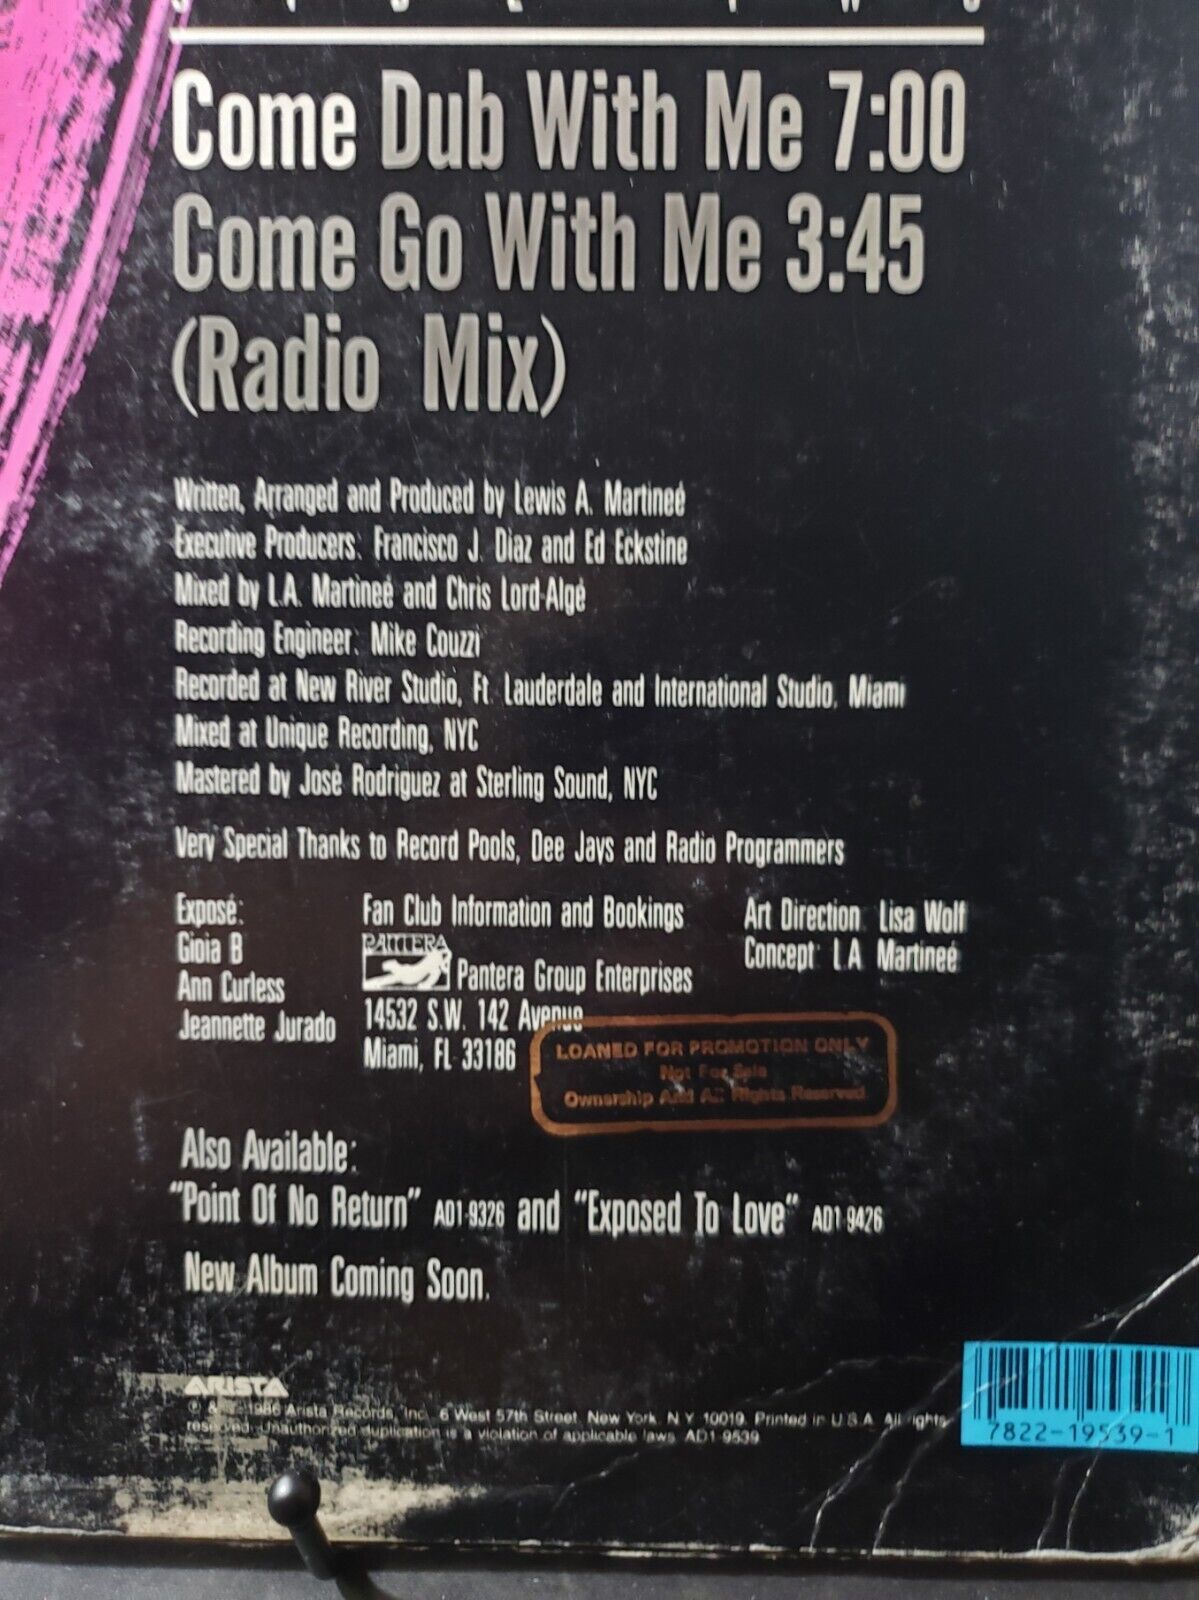 Come Dub With Me 7:00
Come Go With Me 3:45
(Radio Mix)
Written, Arranged and Produced by Lewis A. Martineé
Executive Producers: Francisco J. Diaz and Ed Eckstine
Mixed by L.A. Martineé and Chris Lord-Algé
Recording Engineer: Mike Couzzi
Recorded at New River Studio, Ft. Lauderdale and International Studio, Miami
Mixed at Unique Recording, NYC
Mastered by José Rodriguez at Sterling Sound, NYC
Very Special Thanks to Record Pools, Dee Jays and Radio Programmers
Exposé:
Gioia B
Ann Curless
Jeannette Jurado
Fan Club Information and Bookings
PANTERA
Pantera Group Enterprises
14532 S.W. 142 Avenue
Miami, FL 33186
Art Direction: Lisa Wolf
Concept: L.A. Martineé
LOANED FOR PROMOTION ONLY
Not For Sale
Ownership And All Rights Reserved
Also Available:
"Point Of No Return" AD1-9326 and "Exposed To Love" AD1-9426
New Album Coming Soon.
ARISTA
℗ & © 1986 Arista Records, Inc. 6 West 57th Street, New York, N.Y. 10019. Printed in U.S.A. All rights
reserved. Unauthorized duplication is a violation of applicable laws. AD1-9539
7822-19539-1